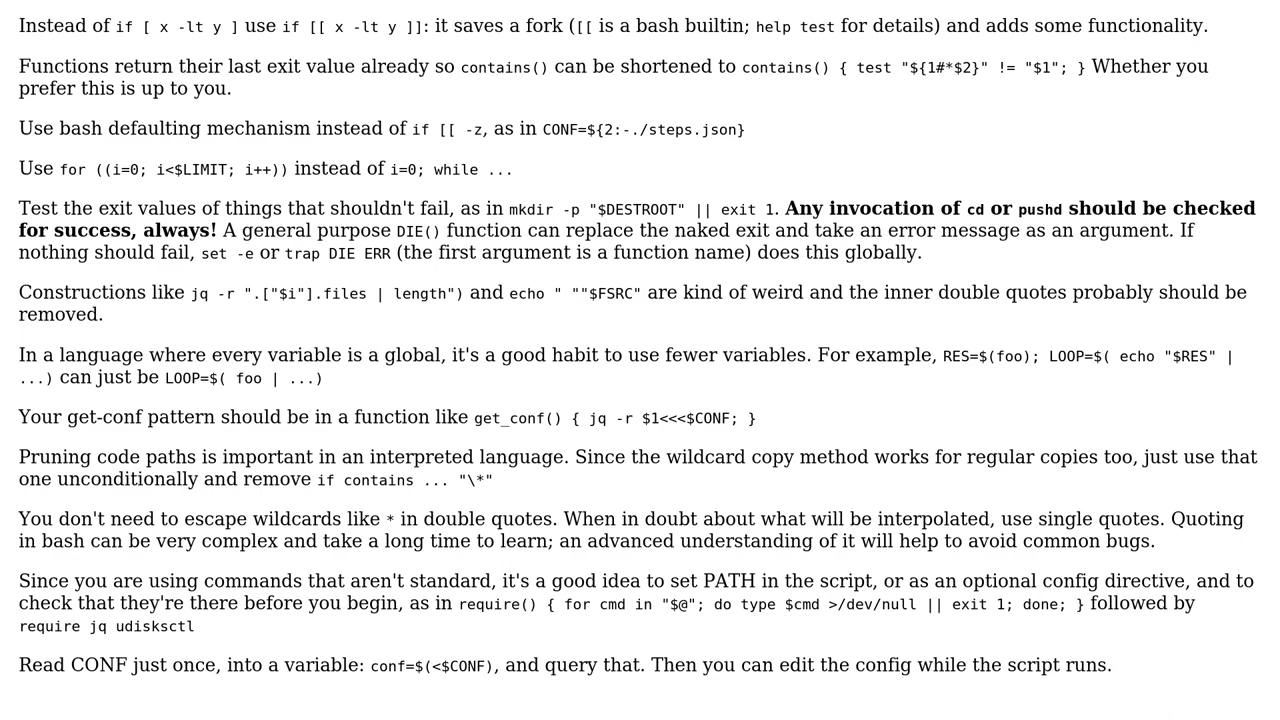 Instead of if [ x -lt y ] use if [[ x -lt y ]]: it saves a fork ([[ is a bash builtin; help test for details) and adds some functionality.
Functions return their last exit value already so contains() can be shortened to contains() { test "${1#*$2}" != "$1"; } Whether you
prefer this is up to you.
Use bash defaulting mechanism instead of if [[ -z, as in CONF=${2:-./steps.json}
Use for ((i=0; i<$LIMIT; i++)) instead of i=0; while ...
Test the exit values of things that shouldn't fail, as in mkdir -p "$DESTROOT" || exit 1. Any invocation of cd or pushd should be checked
for success, always! A general purpose DIE() function can replace the naked exit and take an error message as an argument. If
nothing should fail, set -e or trap DIE ERR (the first argument is a function name) does this globally.
Constructions like jq -r ".["$i"].files | length") and echo " ""$FSRC" are kind of weird and the inner double quotes probably should be
removed.
In a language where every variable is a global, it's a good habit to use fewer variables. For example, RES=$(foo); LOOP=$( echo "$RES" |
...) can just be LOOP=$( foo | ...)
Your get-conf pattern should be in a function like get_conf() { jq -r $1<<<$CONF; }
Pruning code paths is important in an interpreted language. Since the wildcard copy method works for regular copies too, just use that
one unconditionally and remove if contains ... "\*"
You don't need to escape wildcards like * in double quotes. When in doubt about what will be interpolated, use single quotes. Quoting
in bash can be very complex and take a long time to learn; an advanced understanding of it will help to avoid common bugs.
Since you are using commands that aren't standard, it's a good idea to set PATH in the script, or as an optional config directive, and to
check that they're there before you begin, as in require() { for cmd in "$@"; do type $cmd >/dev/null || exit 1; done; } followed by
require jq udisksctl
Read CONF just once, into a variable: conf=$(<$CONF), and query that. Then you can edit the config while the script runs.